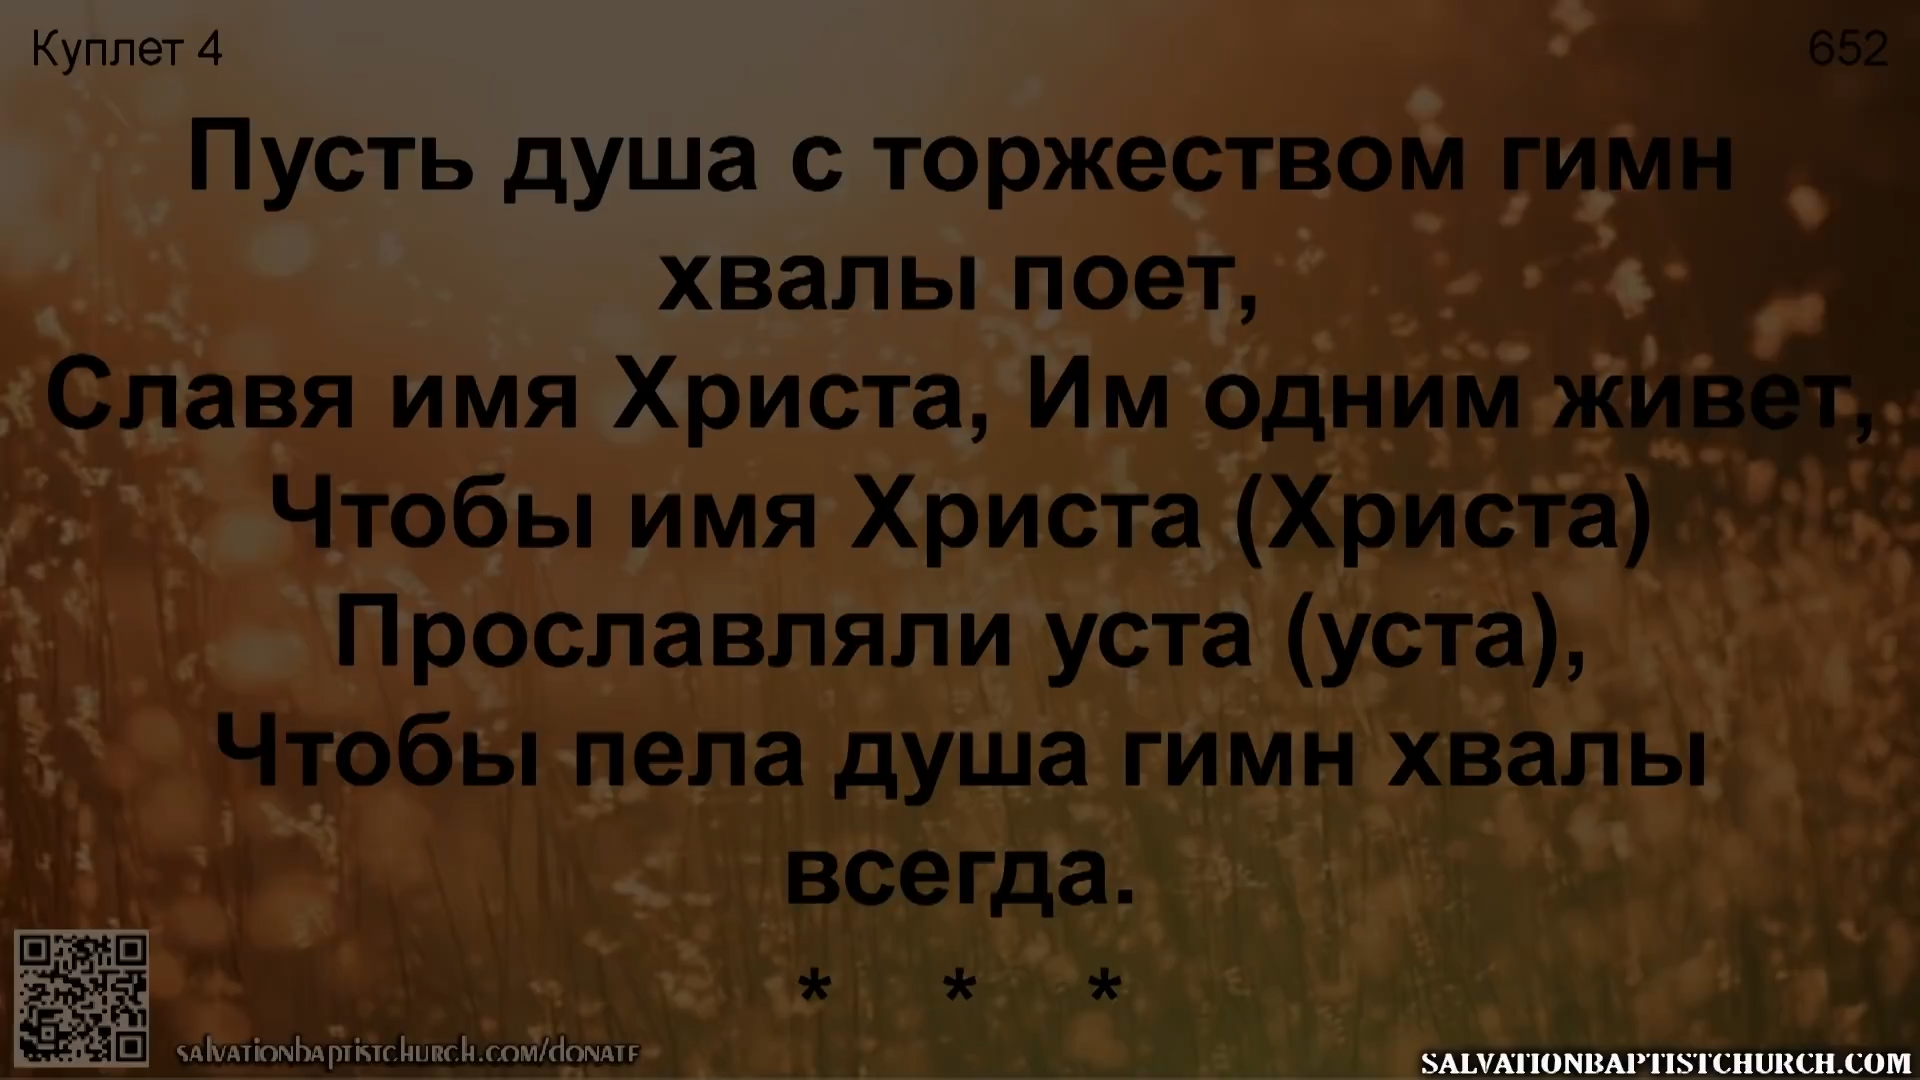 Куплет 4
652
Пусть душа с торжеством гимн
хвалы поет,
Славя имя Христа, Им одним живет,
Чтобы имя Христа (Христа)
Прославляли уста (уста),
Чтобы пела душа гимн хвалы
всегда.
* * *
salvationbaptistchurch.com/donate
SALVATIONBAPTISTCHURCH.COM